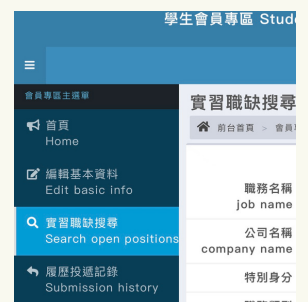 學生會員專區
會員專區主選單
實習職缺搜尋
首頁
Home
前台首頁 >
編輯基本資料
Edit basic info
職務名稱
job name
實習職缺搜尋
Search open positions
公司名稱
company name
履歷投遞記錄
Submission history
特別身分